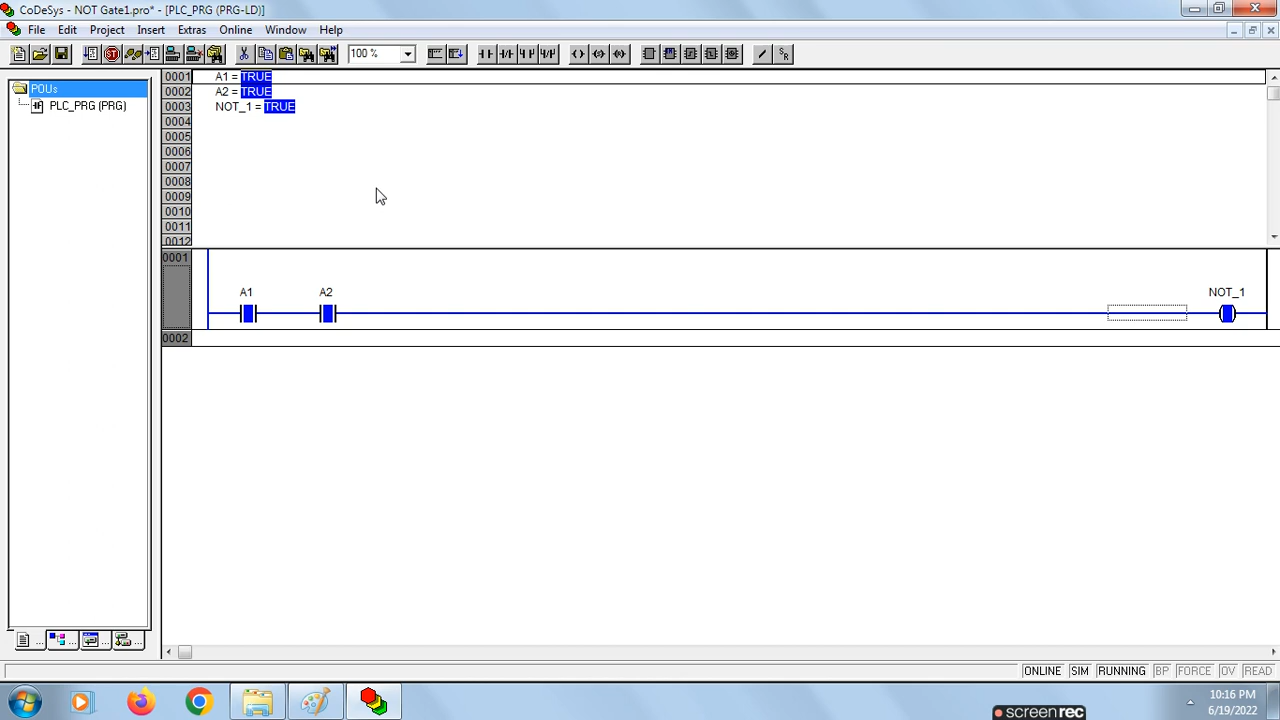 CoDeSys - NOT Gate1.pro* - [PLC_PRG (PRG-LD)]
File Edit Project Insert Extras Online Window Help
100 %
POUs
PLC_PRG (PRG)
0001 A1 = TRUE
0002 A2 = TRUE
0003 NOT_1 = TRUE
0004
0005
0006
0007
0008
0009
0010
0011
0012
0001
A1 A2 NOT_1
0002
ONLINE SIM RUNNING BP FORCE OV READ
10:16 PM
6/19/2022
screenrec